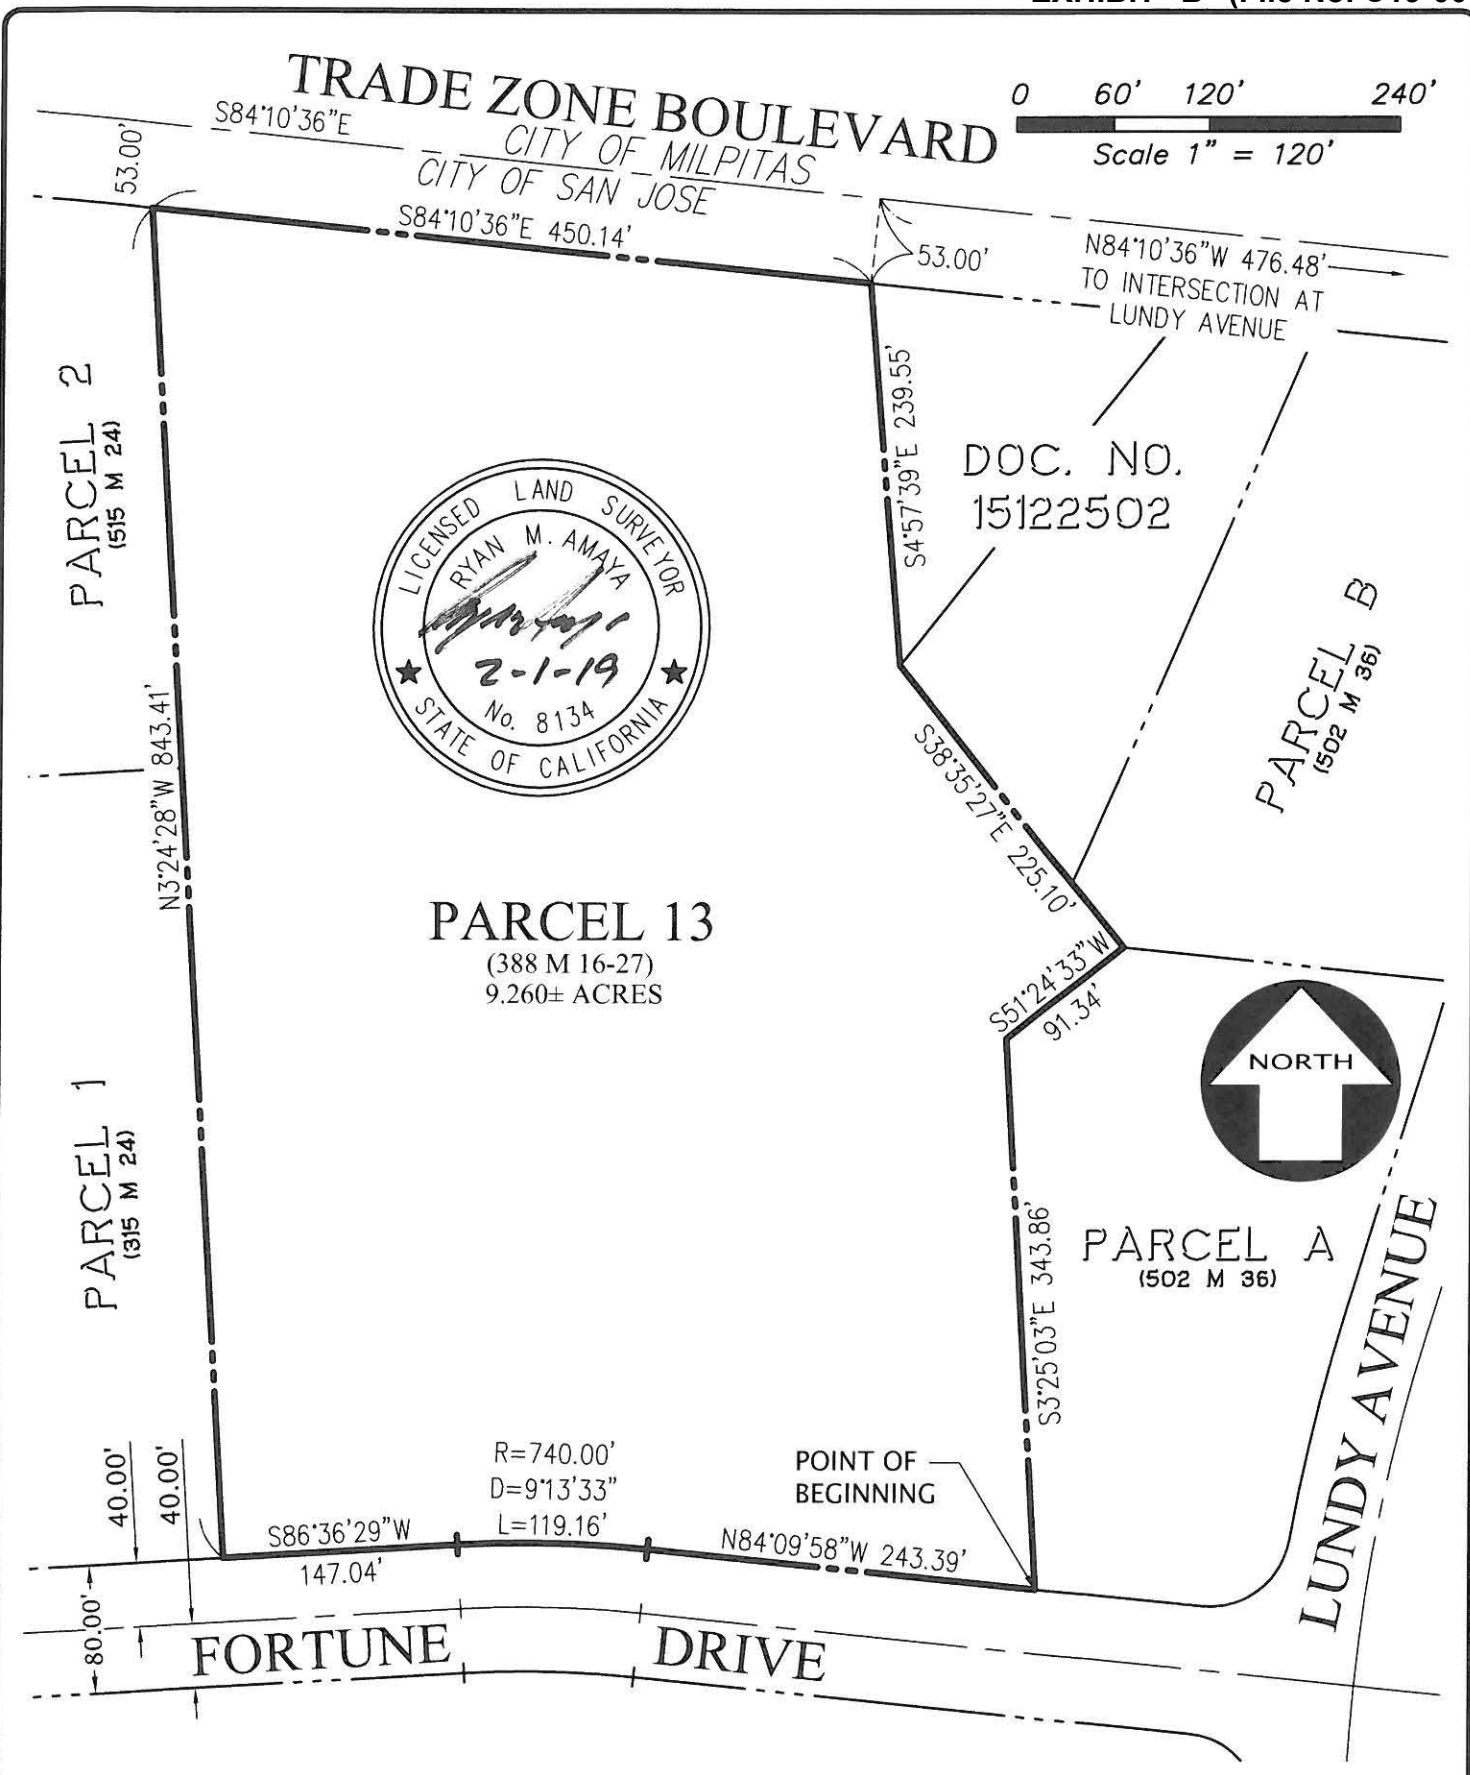 TRADE ZONE BOULEVARD
0 60' 120' 240'
Scale 1" = 120'
S84°10'36"E
CITY OF MILPITAS
CITY OF SAN JOSE
53.00'
S84°10'36"E 450.14'
53.00'
N84°10'36"W 476.48'
TO INTERSECTION AT
LUNDY AVENUE
PARCEL 2
(515 M 24)
S4°57'39"E 239.55'
DOC. NO.
15122502
LICENSED LAND SURVEYOR
RYAN M. AMAYA
2-1-19
No. 8134
STATE OF CALIFORNIA
PARCEL B
(502 M 36)
N3°24'28"W 843.41'
S38°35'27"E 225.10'
PARCEL 13
(388 M 16-27)
9.260± ACRES
S51°24'33"W
91.34'
NORTH
PARCEL 1
(315 M 24)
S3°25'03"E 343.86'
PARCEL A
(502 M 36)
LUNDY AVENUE
40.00'
40.00'
R=740.00'
D=9°13'33"
L=119.16'
POINT OF
BEGINNING
S86°36'29"W
147.04'
N84°09'58"W 243.39'
80.00'
FORTUNE DRIVE